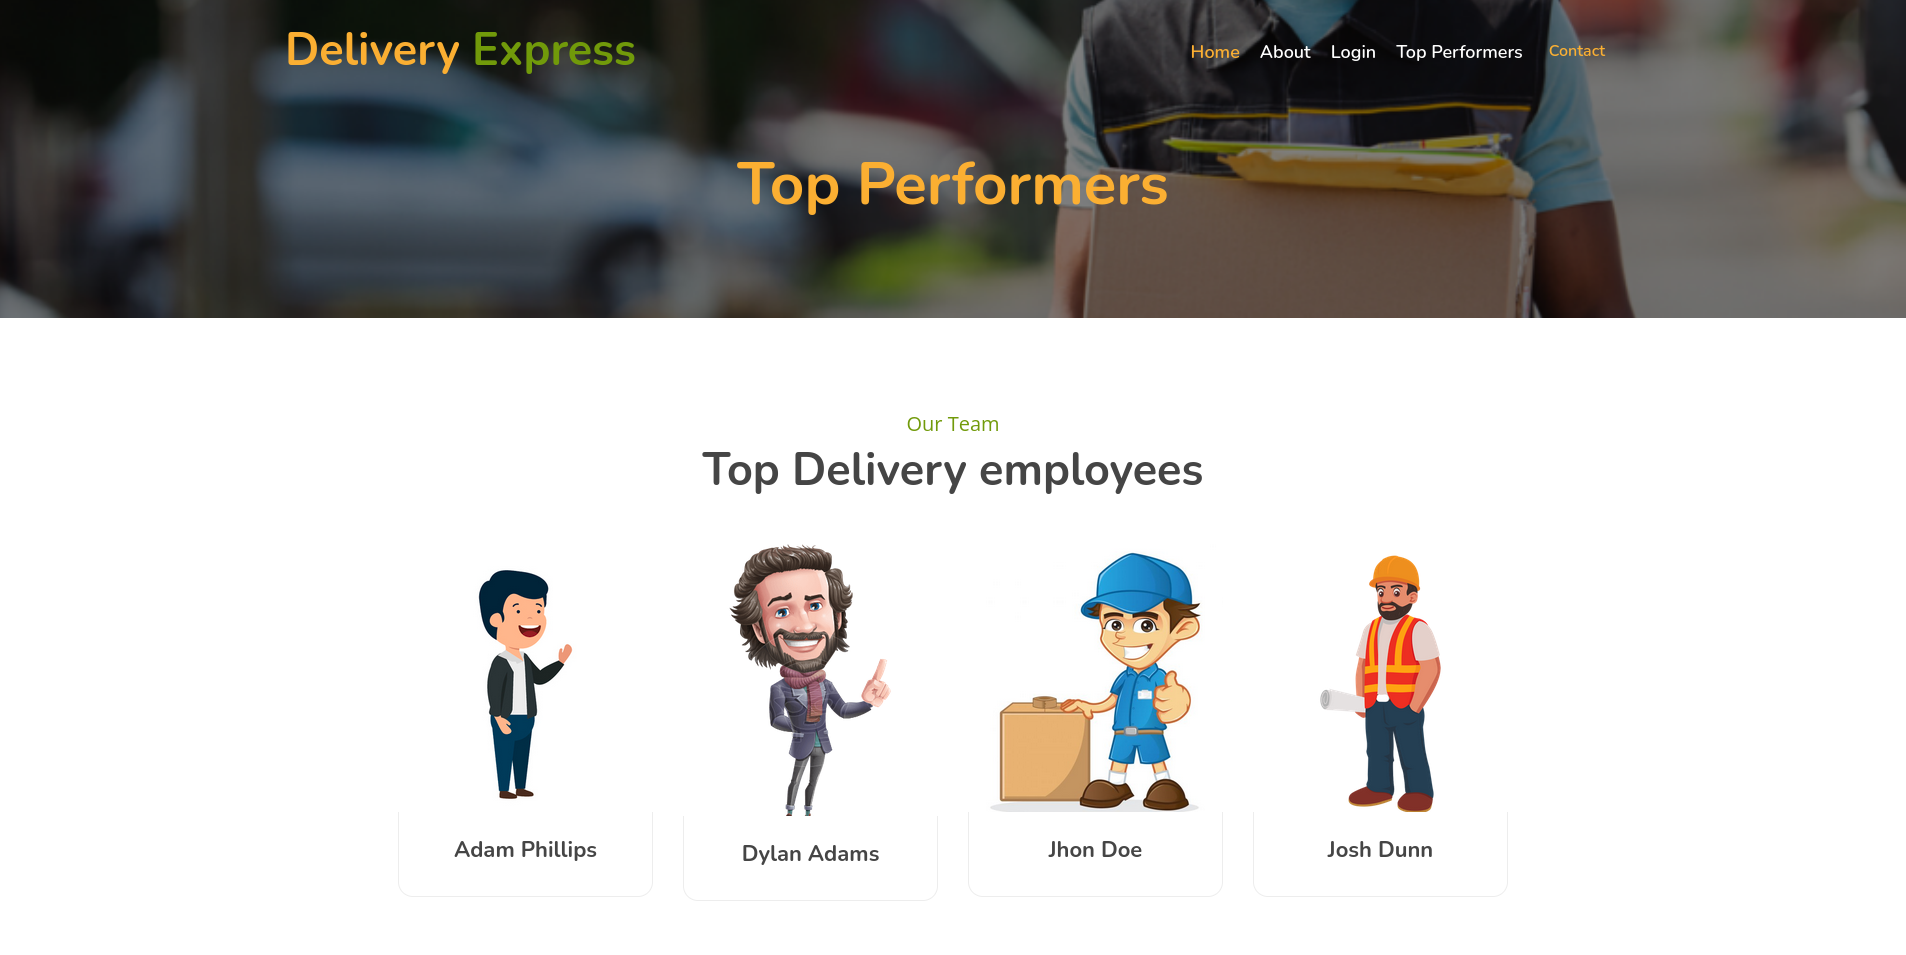 Delivery Express
Home About Login Top Performers Contact
Top Performers
Our Team
Top Delivery employees
Adam Phillips
Dylan Adams
Jhon Doe
Josh Dunn